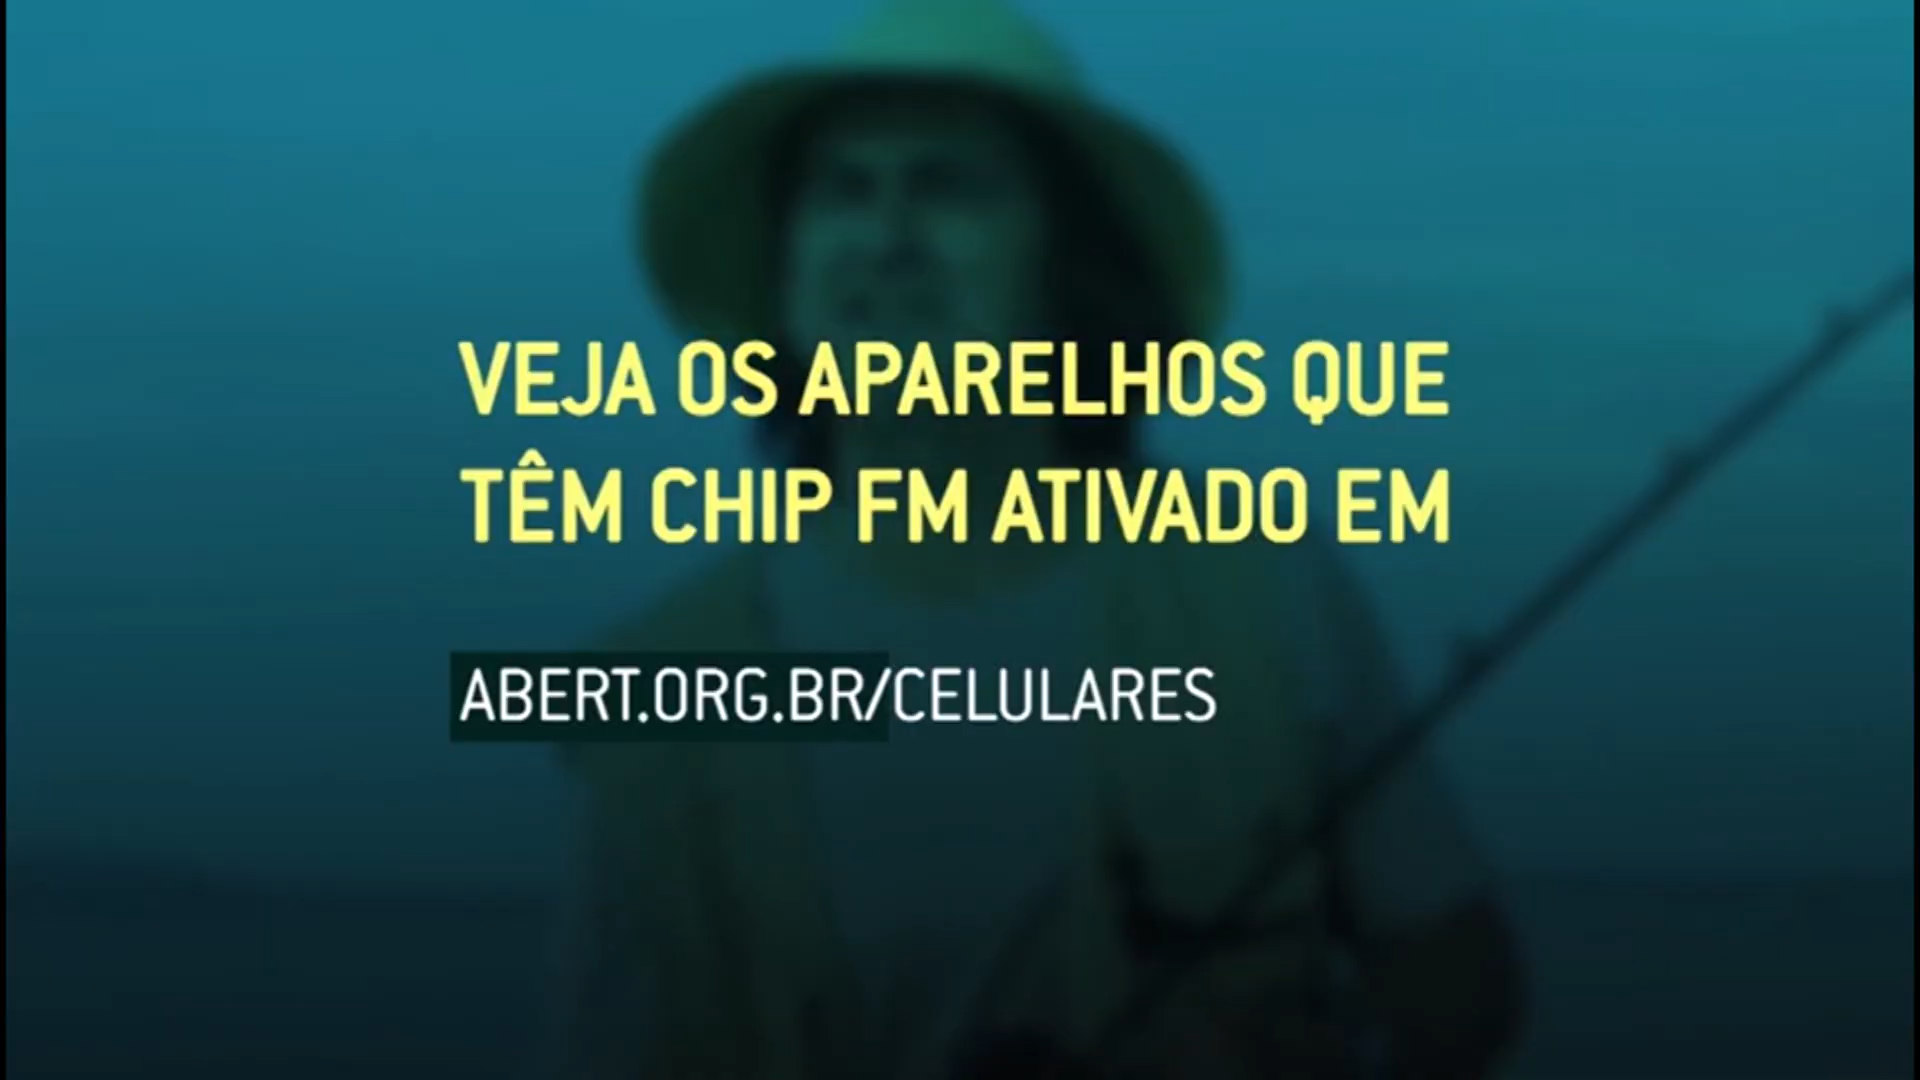 VEJA OS APARELHOS QUE
TÊM CHIP FM ATIVADO EM
ABERT.ORG.BR/CELULARES